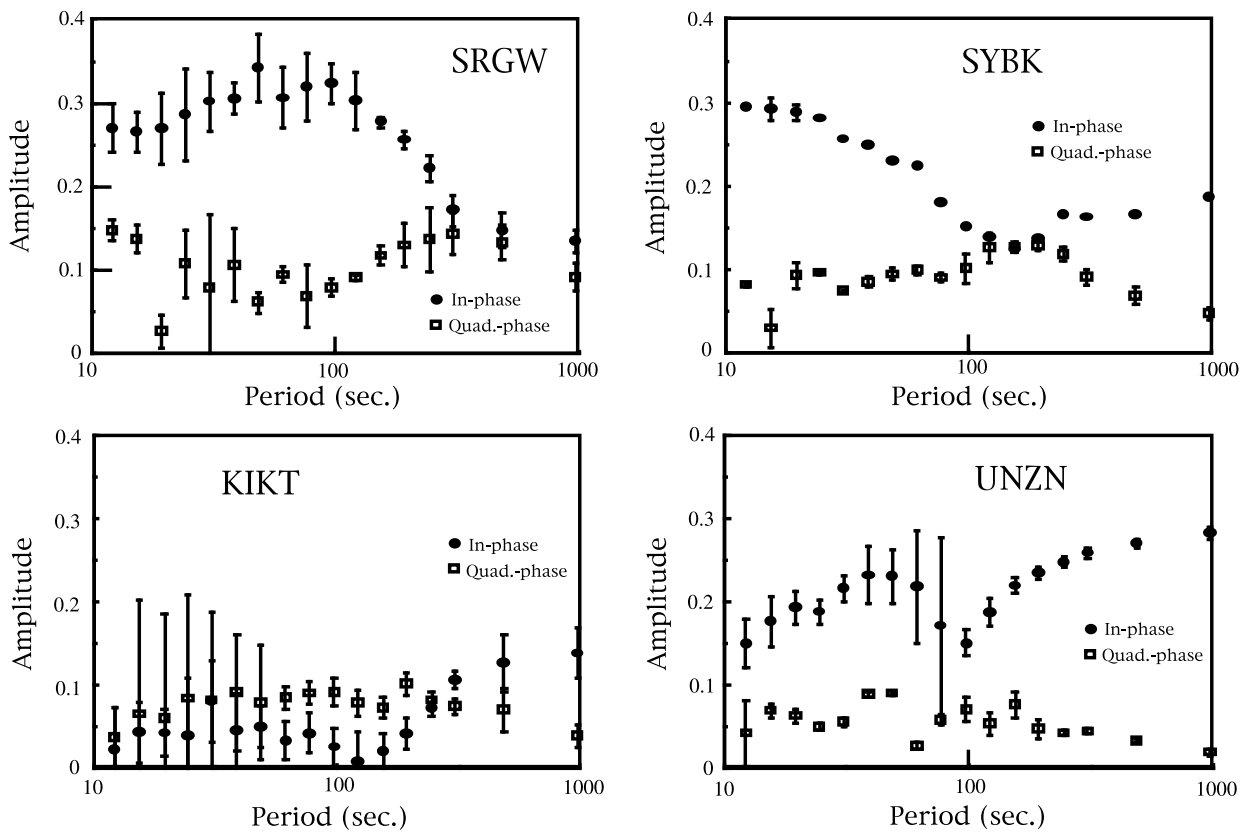 0.4
0.3
0.2
0.1
0
Amplitude
SRGW
In-phase
Quad.-phase
10
100
1000
Period (sec.)
0.4
0.3
0.2
0.1
0
Amplitude
SYBK
In-phase
Quad.-phase
10
100
1000
Period (sec.)
0.4
0.3
0.2
0.1
0
Amplitude
KIKT
In-phase
Quad.-phase
10
100
1000
Period (sec.)
0.4
0.3
0.2
0.1
0
Amplitude
UNZN
In-phase
Quad.-phase
10
100
1000
Period (sec.)